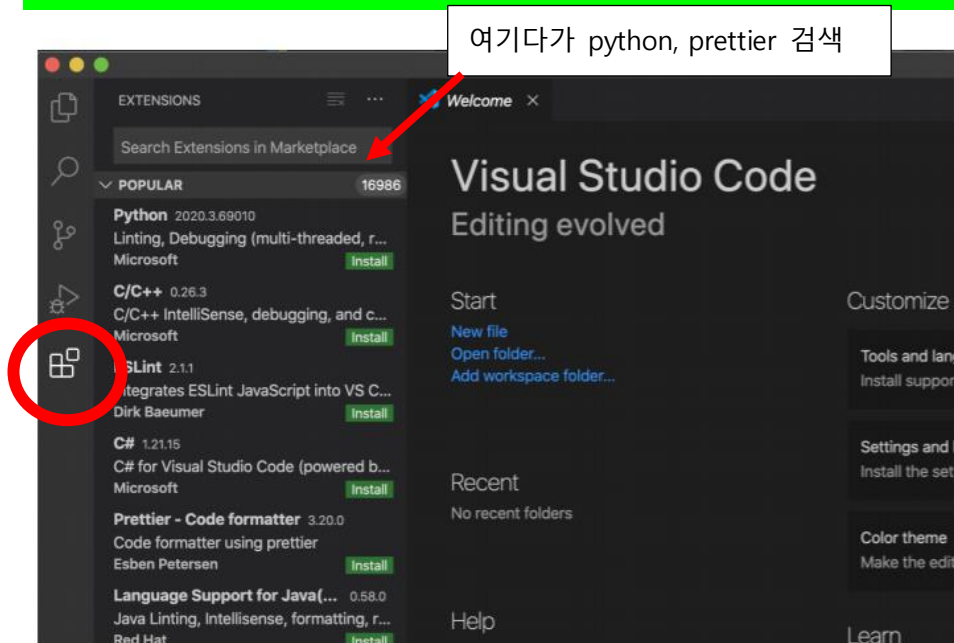 여기다가 python, prettier 검색
EXTENSIONS
Welcome
Search Extensions in Marketplace
POPULAR 16986
Python 2020.3.69010
Linting, Debugging (multi-threaded, r...
Microsoft Install
C/C++ 0.26.3
C/C++ IntelliSense, debugging, and c...
Microsoft Install
SLint 2.1.1
ntegrates ESLint JavaScript into VS C...
Dirk Baeumer Install
C# 1.21.15
C# for Visual Studio Code (powered b...
Microsoft Install
Prettier - Code formatter 3.20.0
Code formatter using prettier
Esben Petersen Install
Language Support for Java(... 0.58.0
Java Linting, Intellisense, formatting, r...
Red Hat Install
Visual Studio Code
Editing evolved
Start
New file
Open folder...
Add workspace folder...
Recent
No recent folders
Help
Customize
Tools and lan
Install suppor
Settings and
Install the set
Color theme
Make the edit
Learn